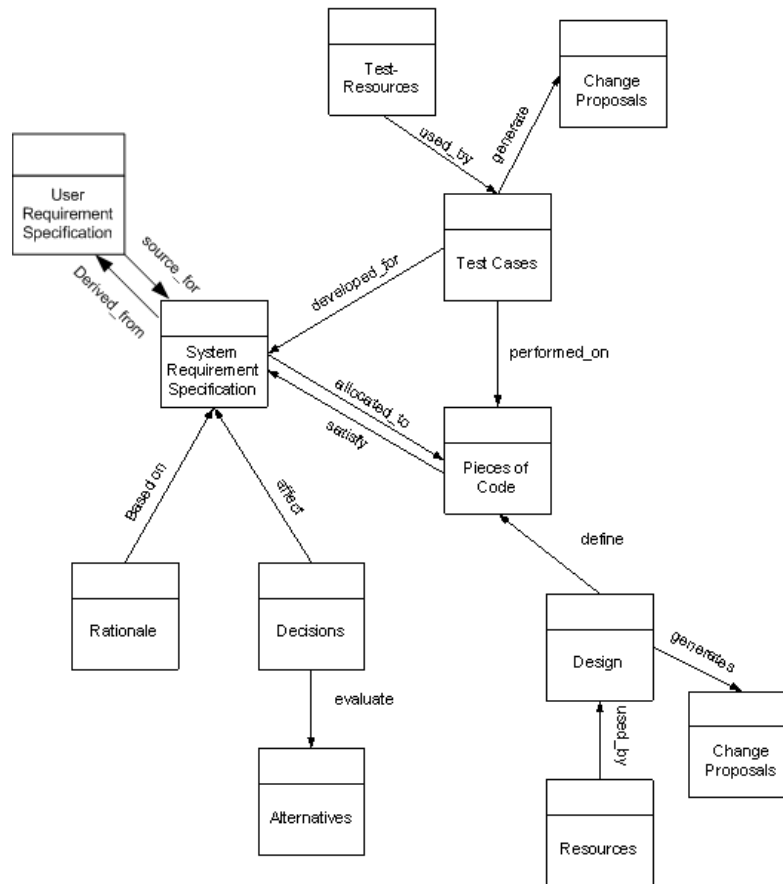 Test-
Resources
Change
Proposals
used_by
generate
User
Requirement
Specification
source_for
Derived_from
Test Cases
developed_for
System
Requirement
Specification
performed_on
allocated_to
satisfy
Pieces of
Code
Based on
affect
define
Rationale
Decisions
Design
generates
evaluate
used_by
Change
Proposals
Alternatives
Resources